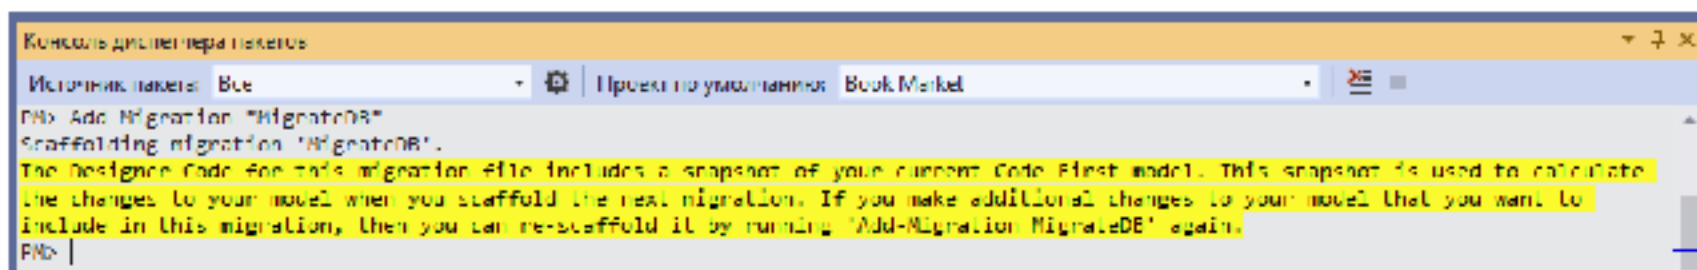 Консоль диспетчера пакетов
Источник пакета: Все Проект по умолчанию: Book Market
PM> Add Migration "MigrateDB"
Scaffolding migration 'MigrateDB'.
The Designer Code for this migration file includes a snapshot of your current Code First model. This snapshot is used to calculate
the changes to your model when you scaffold the next migration. If you make additional changes to your model that you want to
include in this migration, then you can re-scaffold it by running 'Add-Migration MigrateDB' again.
PM>